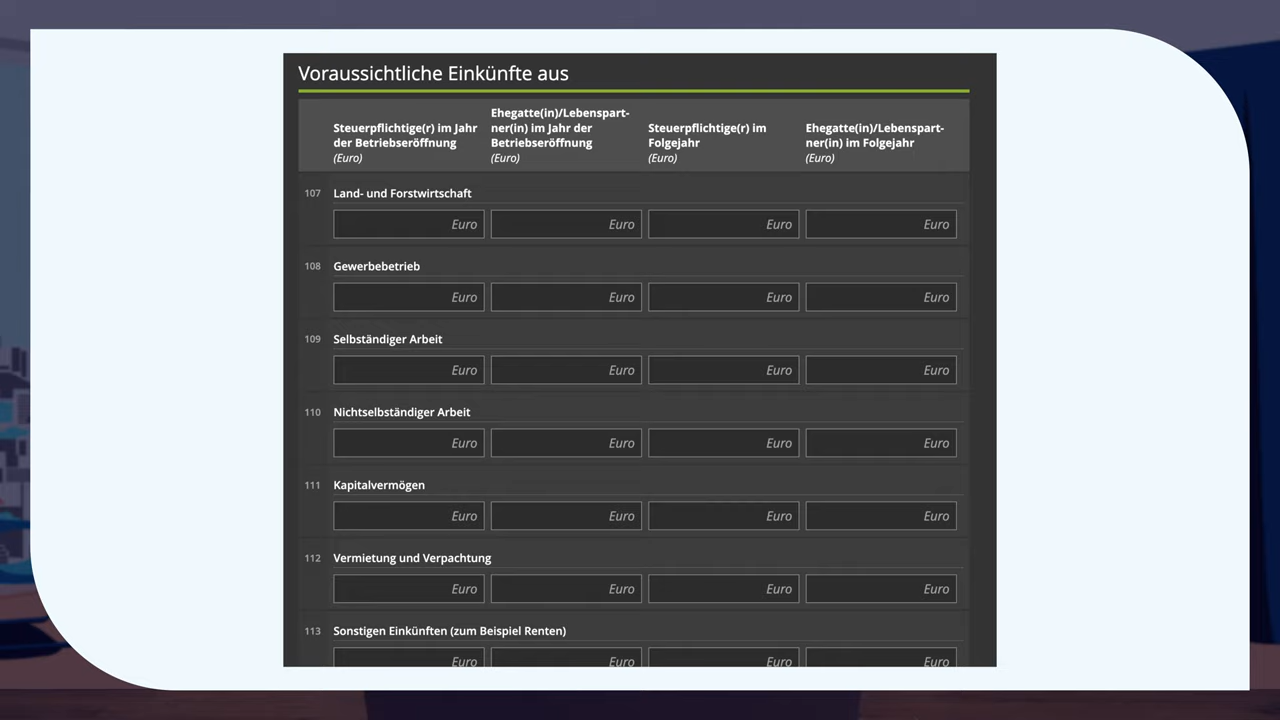 Voraussichtliche Einkünfte aus
Steuerpflichtige(r) im Jahr
der Betriebseröffnung
(Euro)
Ehegatte(in)/Lebenspart-
ner(in) im Jahr der
Betriebseröffnung
(Euro)
Steuerpflichtige(r) im
Folgejahr
(Euro)
Ehegatte(in)/Lebenspart-
ner(in) im Folgejahr
(Euro)
107 Land- und Forstwirtschaft
Euro Euro Euro Euro
108 Gewerbebetrieb
Euro Euro Euro Euro
109 Selbständiger Arbeit
Euro Euro Euro Euro
110 Nichtselbständiger Arbeit
Euro Euro Euro Euro
111 Kapitalvermögen
Euro Euro Euro Euro
112 Vermietung und Verpachtung
Euro Euro Euro Euro
113 Sonstigen Einkünften (zum Beispiel Renten)
Euro Euro Euro Euro